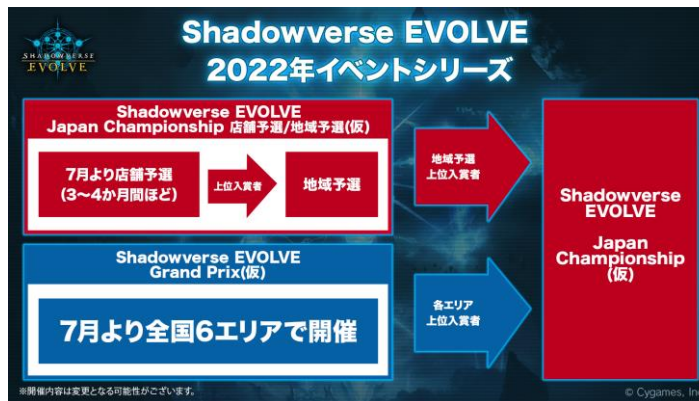 SHADOWVERSE
EVOLVE
Shadowverse EVOLVE
2022年イベントシリーズ
Shadowverse EVOLVE
Japan Championship 店舗予選/地域予選(仮)
7月より店舗予選
(3〜4か月間ほど)
上位入賞者
地域予選
地域予選
上位入賞者
Shadowverse EVOLVE
Grand Prix(仮)
7月より全国6エリアで開催
各エリア
上位入賞者
Shadowverse
EVOLVE
Japan
Championship
(仮)
※開催内容は変更となる可能性がございます。
© Cygames, Inc